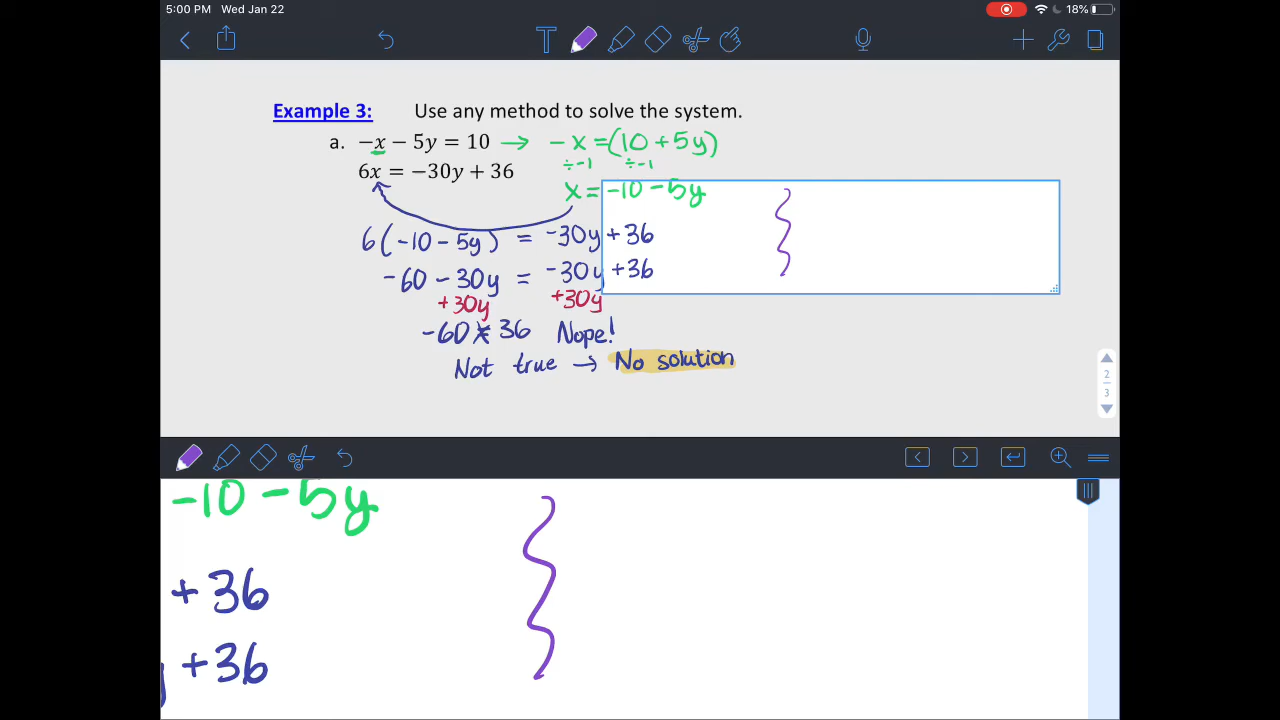 5:00 PM Wed Jan 22
18%
Example 3: Use any method to solve the system.
a. −x − 5y = 10 → -x = (10 + 5y)
÷-1 ÷-1
6x = −30y + 36
x = -10 - 5y
6(-10 - 5y) = -30y + 36
-60 - 30y = -30y + 36
+30y +30y
-60 ≠ 36 Nope!
Not true → No solution
2
3
-10 - 5y
+ 36
y +36